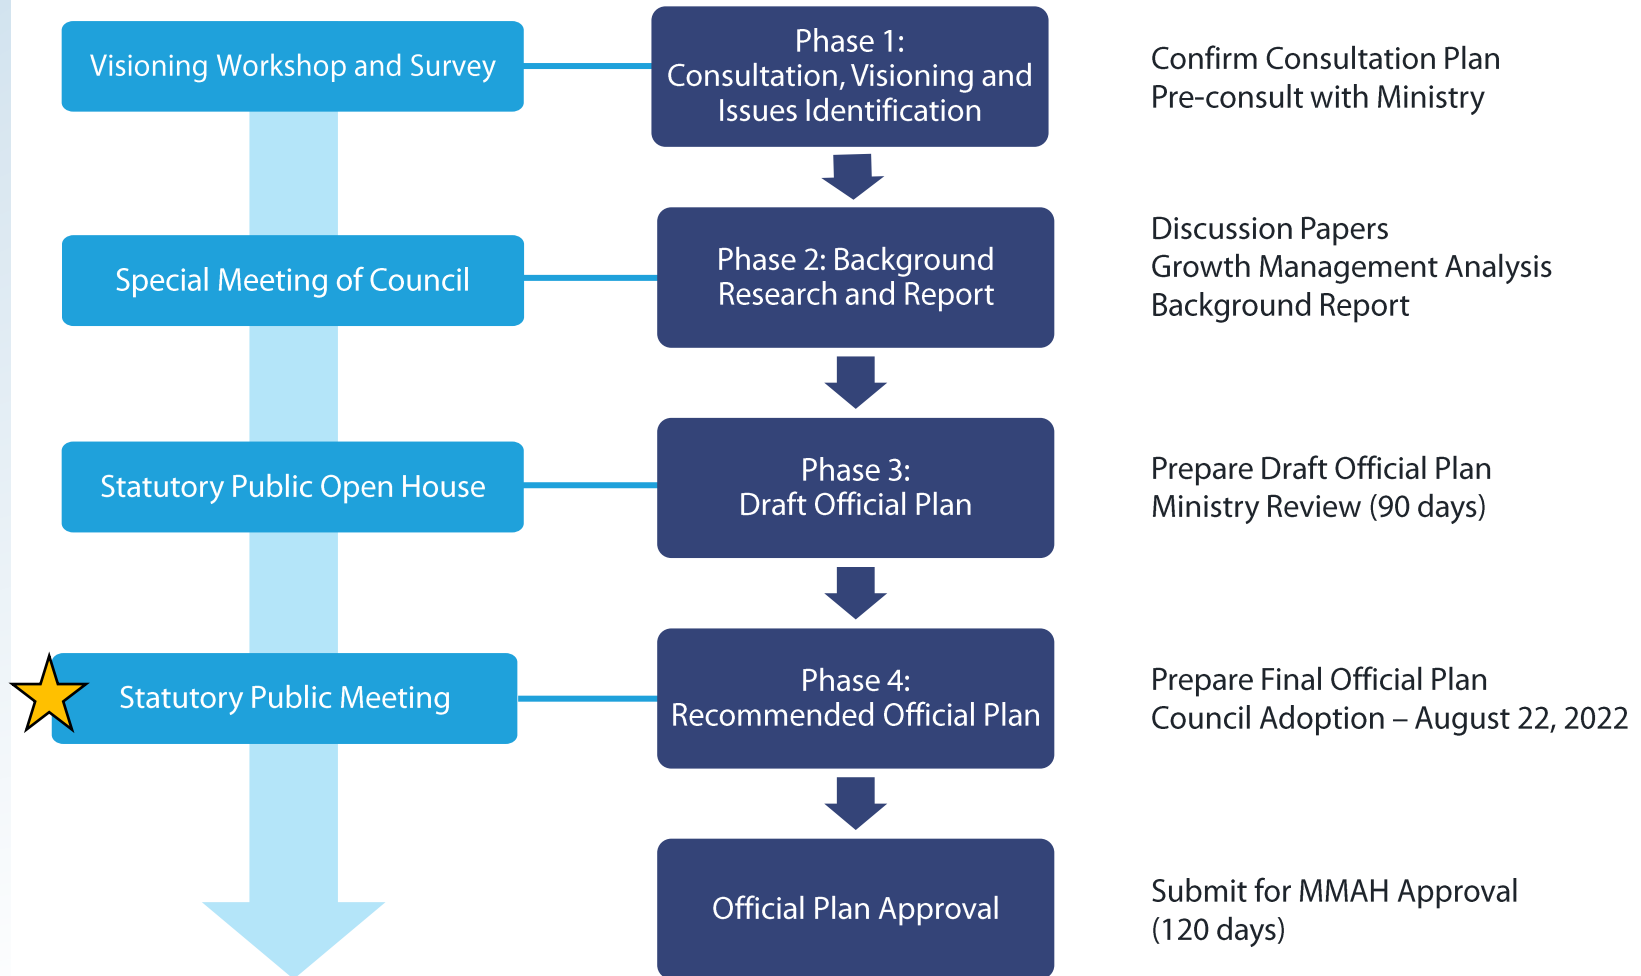 Visioning Workshop and Survey
Phase 1:
Consultation, Visioning and
Issues Identification
Confirm Consultation Plan
Pre-consult with Ministry
Special Meeting of Council
Phase 2: Background
Research and Report
Discussion Papers
Growth Management Analysis
Background Report
Statutory Public Open House
Phase 3:
Draft Official Plan
Prepare Draft Official Plan
Ministry Review (90 days)
Statutory Public Meeting
Phase 4:
Recommended Official Plan
Prepare Final Official Plan
Council Adoption – August 22, 2022
Official Plan Approval
Submit for MMAH Approval
(120 days)